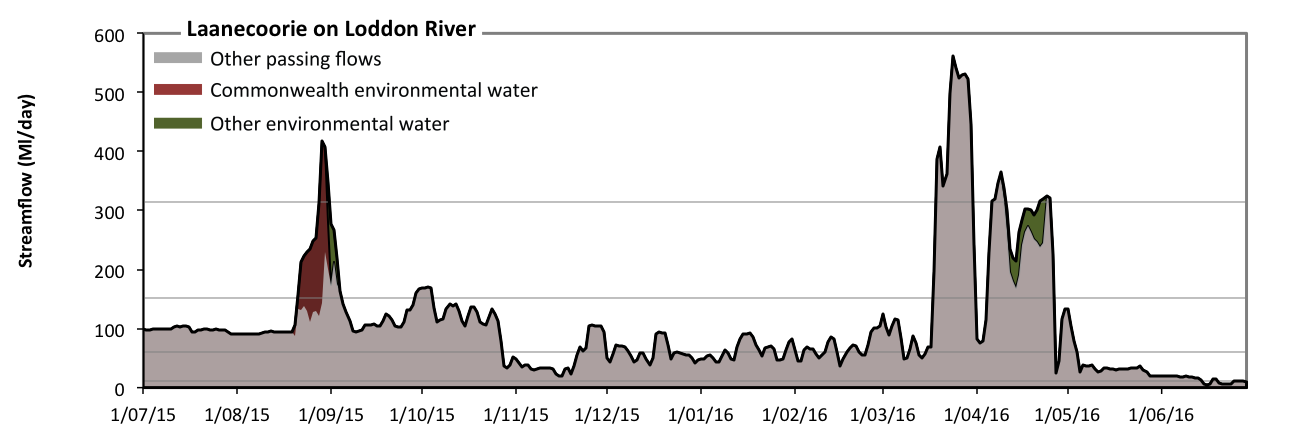 Laanecoorie on Loddon River
Other passing flows
Commonwealth environmental water
Other environmental water
Streamflow (Ml/day)
600
500
400
300
200
100
0
1/07/15 1/08/15 1/09/15 1/10/15 1/11/15 1/12/15 1/01/16 1/02/16 1/03/16 1/04/16 1/05/16 1/06/16